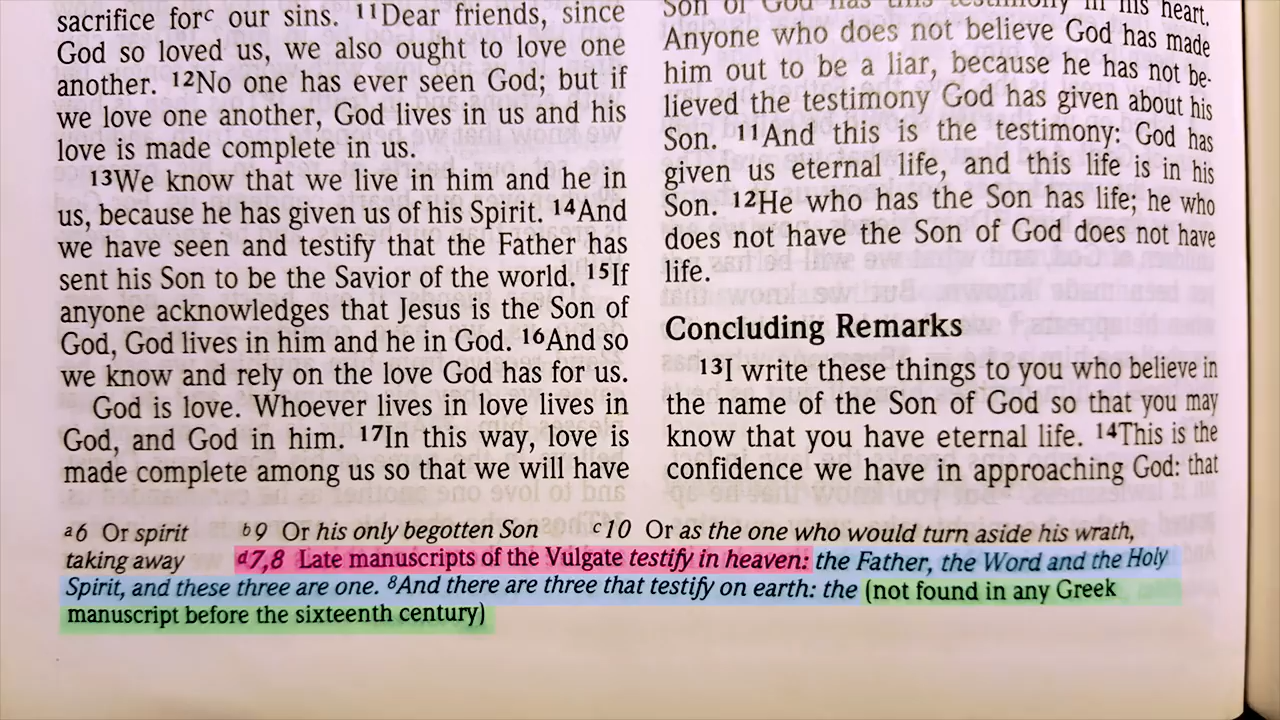 sacrifice forᶜ our sins. ¹¹Dear friends, since
God so loved us, we also ought to love one
another. ¹²No one has ever seen God; but if
we love one another, God lives in us and his
love is made complete in us.
¹³We know that we live in him and he in
us, because he has given us of his Spirit. ¹⁴And
we have seen and testify that the Father has
sent his Son to be the Savior of the world. ¹⁵If
anyone acknowledges that Jesus is the Son of
God, God lives in him and he in God. ¹⁶And so
we know and rely on the love God has for us.
God is love. Whoever lives in love lives in
God, and God in him. ¹⁷In this way, love is
made complete among us so that we will have
Son of God has this testimony in his heart.
Anyone who does not believe God has made
him out to be a liar, because he has not be-
lieved the testimony God has given about his
Son. ¹¹And this is the testimony: God has
given us eternal life, and this life is in his
Son. ¹²He who has the Son has life; he who
does not have the Son of God does not have
life.
Concluding Remarks
¹³I write these things to you who believe in
the name of the Son of God so that you may
know that you have eternal life. ¹⁴This is the
confidence we have in approaching God: that
ᵃ6 Or spirit ᵇ9 Or his only begotten Son ᶜ10 Or as the one who would turn aside his wrath,
taking away ᵈ7,8 Late manuscripts of the Vulgate testify in heaven: the Father, the Word and the Holy
Spirit, and these three are one. ⁸And there are three that testify on earth: the (not found in any Greek
manuscript before the sixteenth century)